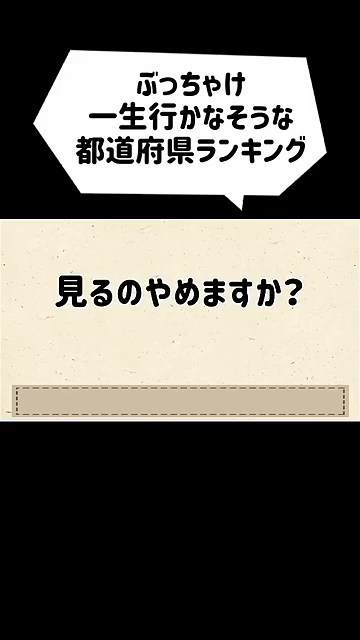 ぶっちゃけ
一生行かなそうな
都道府県ランキング
見るのやめますか?